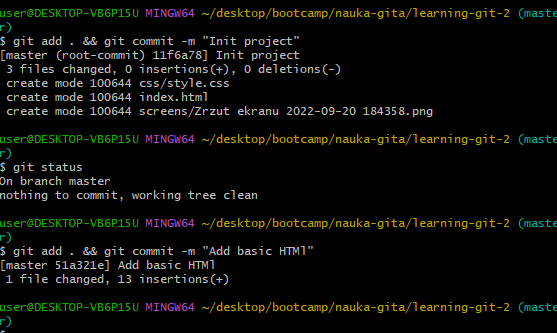 user@DESKTOP-VB6P15U MINGW64 ~/desktop/bootcamp/nauka-gita/learning-git-2 (maste
r)
$ git add . && git commit -m "Init project"
[master (root-commit) 11f6a78] Init project
3 files changed, 0 insertions(+), 0 deletions(-)
create mode 100644 css/style.css
create mode 100644 index.html
create mode 100644 screens/Zrzut ekranu 2022-09-20 184358.png
user@DESKTOP-VB6P15U MINGW64 ~/desktop/bootcamp/nauka-gita/learning-git-2 (maste
r)
$ git status
On branch master
nothing to commit, working tree clean
user@DESKTOP-VB6P15U MINGW64 ~/desktop/bootcamp/nauka-gita/learning-git-2 (maste
r)
$ git add . && git commit -m "Add basic HTMl"
[master 51a321e] Add basic HTMl
1 file changed, 13 insertions(+)
user@DESKTOP-VB6P15U MINGW64 ~/desktop/bootcamp/nauka-gita/learning-git-2 (maste
r)
$